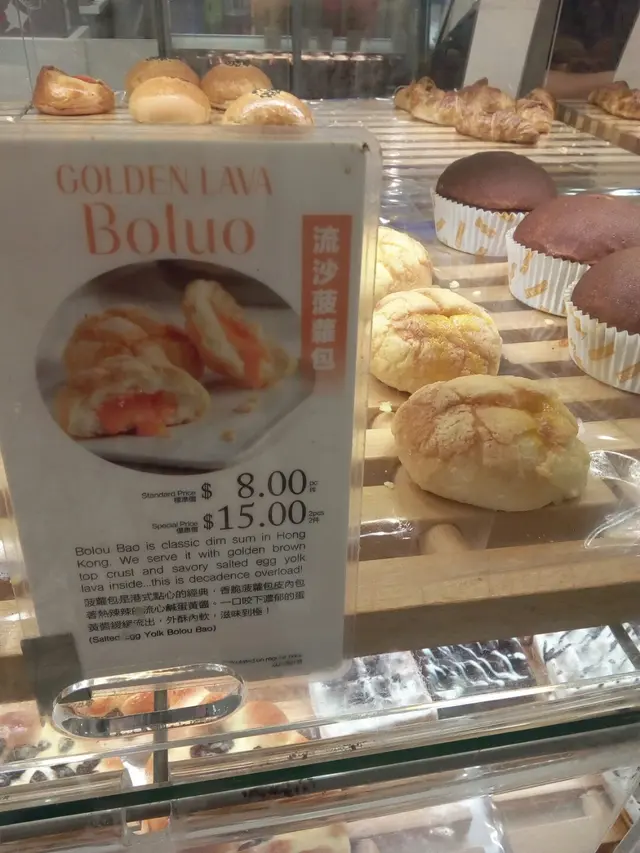 GOLDEN LAVA
Boluo
流沙菠蘿包
Standard Price $ 8.00 pc
標準價 件
Special Price $ 15.00 2pcs
優惠價 2件
Bolou Bao is classic dim sum in Hong
Kong. We serve it with golden brown
top crust and savory salted egg yolk
lava inside...this is decadence overload!
菠蘿包是港式點心的經典，香脆菠蘿包皮內包
著熱辣辣的流心鹹蛋黃醬。一口咬下濃郁的蛋
黃醬緩緩流出，外酥內軟，滋味到極！
(Salted Egg Yolk Bolou Bao)